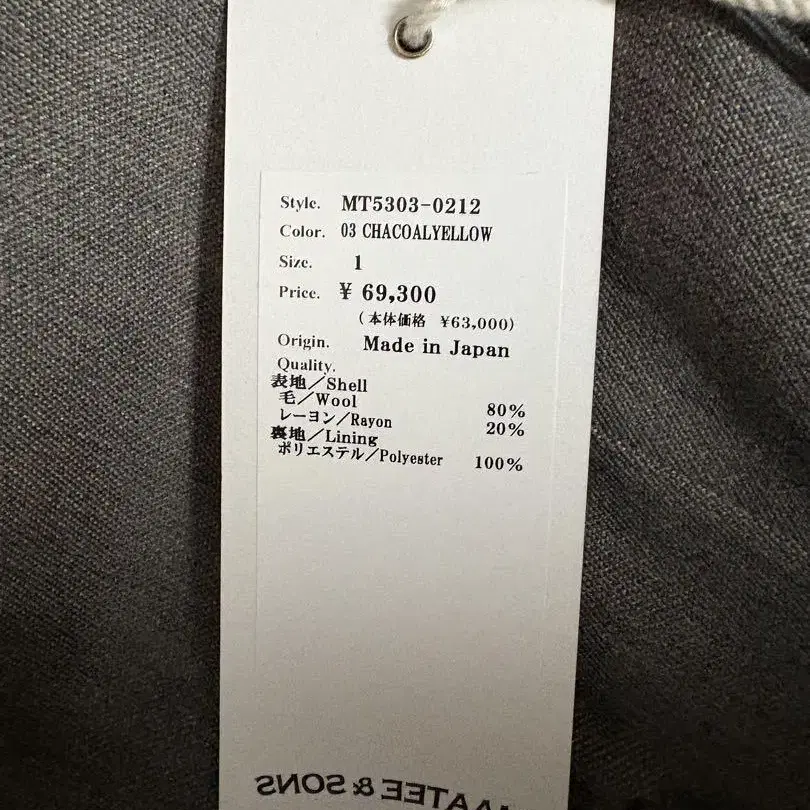 Style. MT5303-0212
Color. 03 CHACOALYELLOW
Size. 1
Price. ¥ 69,300
(本体価格 ¥63,000)
Origin. Made in Japan
Quality.
表地/Shell
毛/Wool 80%
レーヨン/Rayon 20%
裏地/Lining
ポリエステル/Polyester 100%
AATEE & SONS